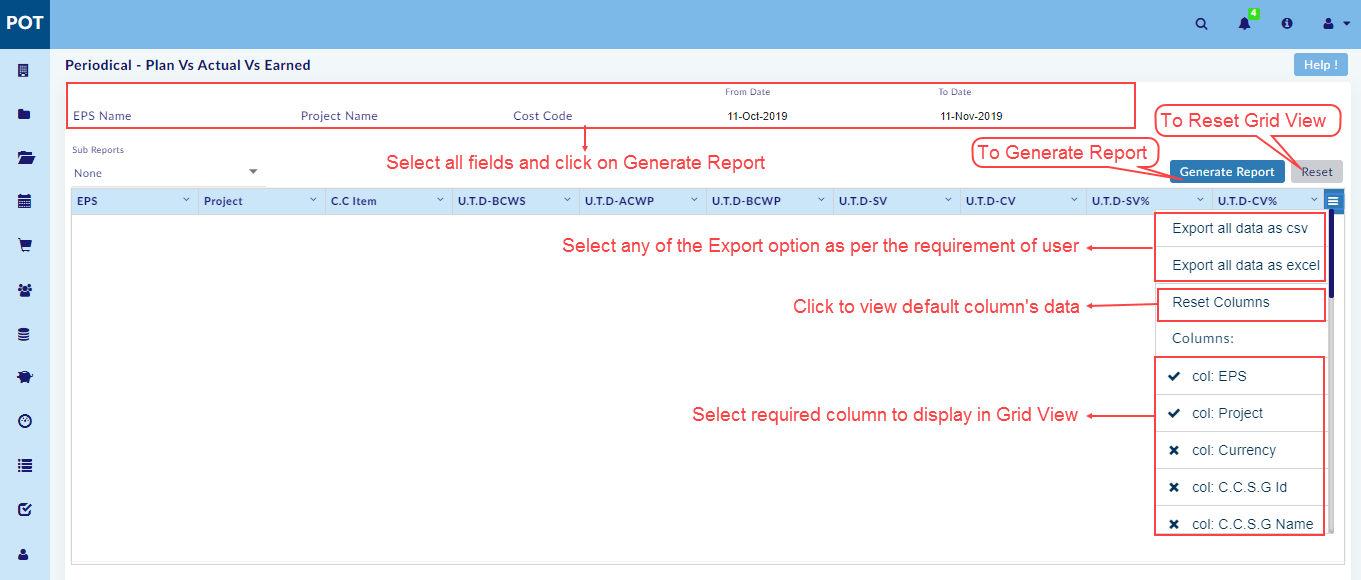 POT
4
Periodical - Plan Vs Actual Vs Earned
Help !
From Date
To Date
EPS Name
Project Name
Cost Code
11-Oct-2019
11-Nov-2019
To Reset Grid View
Sub Reports
None
Select all fields and click on Generate Report
To Generate Report
Generate Report
Reset
EPS
Project
C.C Item
U.T.D-BCWS
U.T.D-ACWP
U.T.D-BCWP
U.T.D-SV
U.T.D-CV
U.T.D-SV%
U.T.D-CV%
Export all data as csv
Select any of the Export option as per the requirement of user
Export all data as excel
Click to view default column's data
Reset Columns
Columns:
col: EPS
Select required column to display in Grid View
col: Project
col: Currency
col: C.C.S.G Id
col: C.C.S.G Name